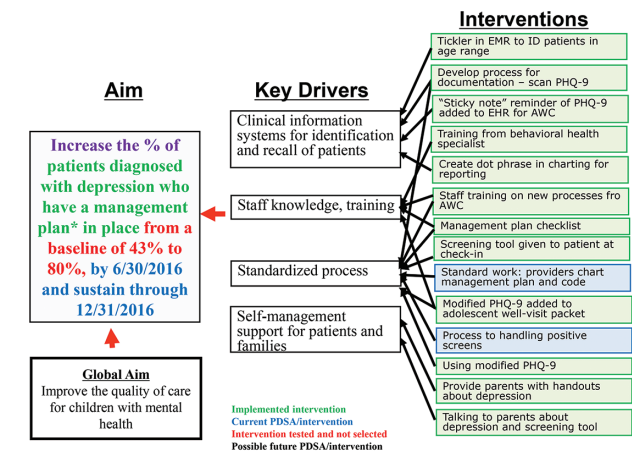 Interventions
Aim
Key Drivers
Increase the % of
patients diagnosed
with depression who
have a management
plan* in place from a
baseline of 43% to
80%, by 6/30/2016
and sustain through
12/31/2016
Global Aim
Improve the quality of care
for children with mental
health
Clinical information
systems for identification
and recall of patients
Staff knowledge, training
Standardized process
Self-management
support for patients and
families
Tickler in EMR to ID patients in
age range
Develop process for
documentation – scan PHQ-9
“Sticky note” reminder of PHQ-9
added to EHR for AWC
Training from behavioral health
specialist
Create dot phrase in charting for
reporting
Staff training on new processes fro
AWC
Management plan checklist
Screening tool given to patient at
check-in
Standard work: providers chart
management plan and code
Modified PHQ-9 added to
adolescent well-visit packet
Process to handling positive
screens
Using modified PHQ-9
Provide parents with handouts
about depression
Talking to parents about
depression and screening tool
Implemented intervention
Current PDSA/intervention
Intervention tested and not selected
Possible future PDSA/intervention